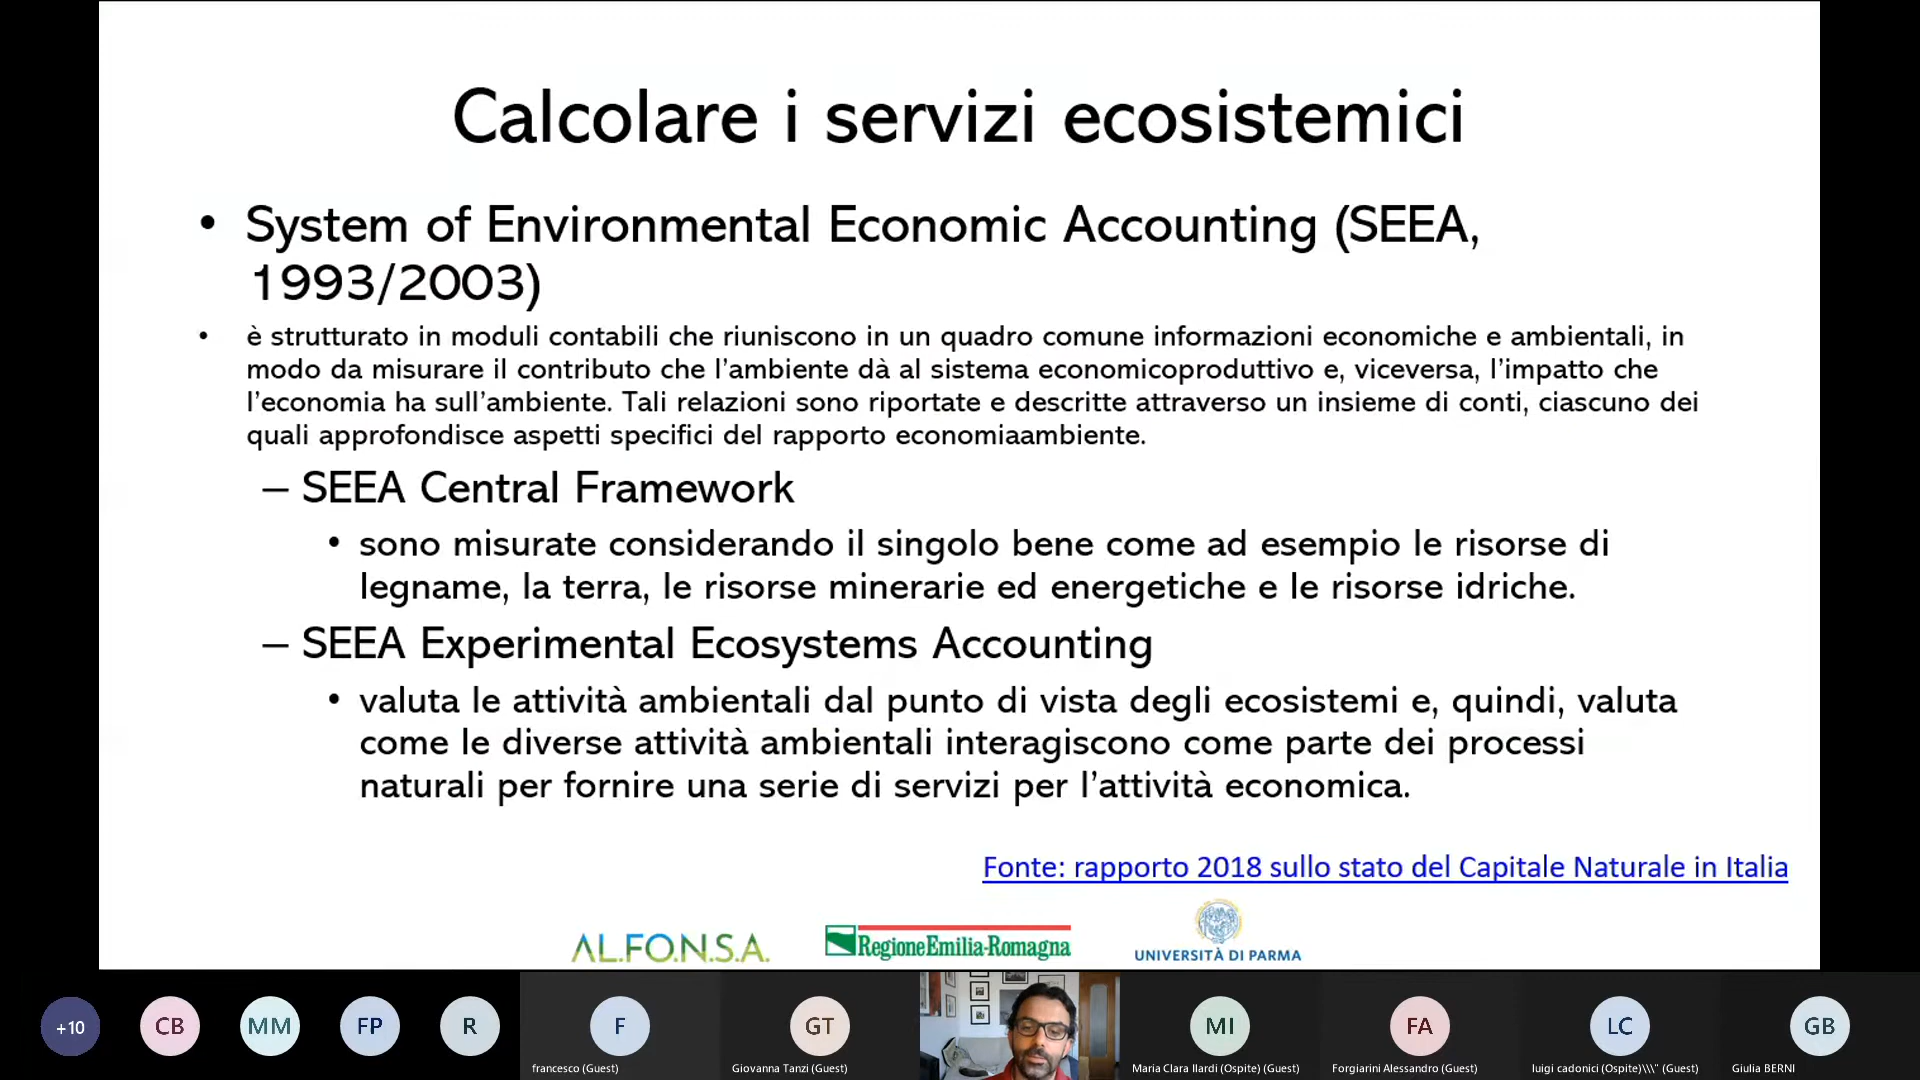 Calcolare i servizi ecosistemici
• System of Environmental Economic Accounting (SEEA,
1993/2003)
• è strutturato in moduli contabili che riuniscono in un quadro comune informazioni economiche e ambientali, in
modo da misurare il contributo che l’ambiente dà al sistema economicoproduttivo e, viceversa, l’impatto che
l’economia ha sull’ambiente. Tali relazioni sono riportate e descritte attraverso un insieme di conti, ciascuno dei
quali approfondisce aspetti specifici del rapporto economiaambiente.
– SEEA Central Framework
• sono misurate considerando il singolo bene come ad esempio le risorse di
legname, la terra, le risorse minerarie ed energetiche e le risorse idriche.
– SEEA Experimental Ecosystems Accounting
• valuta le attività ambientali dal punto di vista degli ecosistemi e, quindi, valuta
come le diverse attività ambientali interagiscono come parte dei processi
naturali per fornire una serie di servizi per l’attività economica.
Fonte: rapporto 2018 sullo stato del Capitale Naturale in Italia
AL.FO.N.S.A.
RegioneEmilia-Romagna
UNIVERSITÀ DI PARMA
+10
CB
MM
FP
R
F
GT
MI
FA
LC
GB
francesco (Guest)
Giovanna Tanzi (Guest)
Maria Clara Ilardi (Ospite) (Guest)
Forgiarini Alessandro (Guest)
luigi cadonici (Ospite)\\\" (Guest)
Giulia BERNI